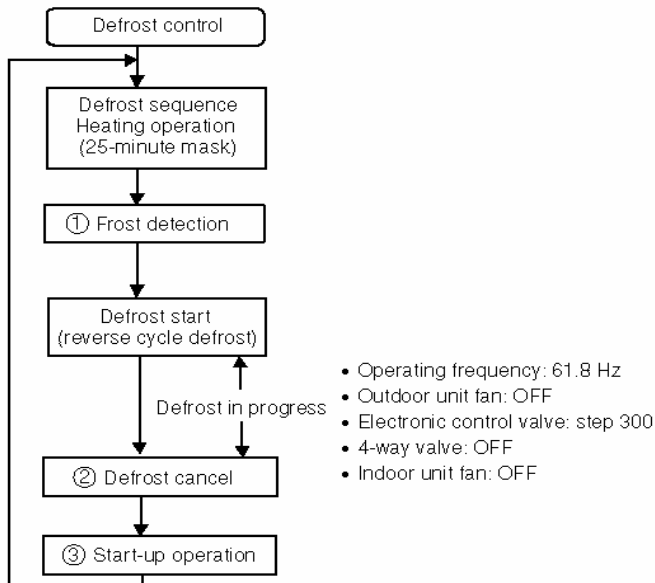 Defrost control
Defrost sequence
Heating operation
(25-minute mask)
① Frost detection
Defrost start
(reverse cycle defrost)
Defrost in progress
• Operating frequency: 61.8 Hz
• Outdoor unit fan: OFF
• Electronic control valve: step 300
• 4-way valve: OFF
• Indoor unit fan: OFF
② Defrost cancel
③ Start-up operation